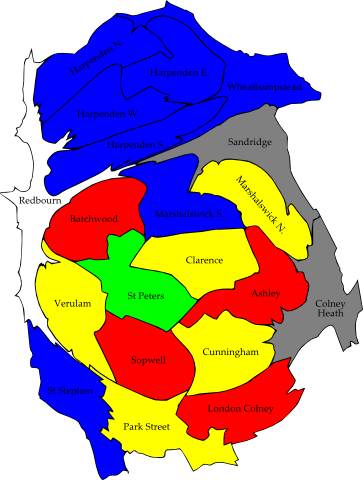 Harpenden N.
Harpenden E.
Wheathampstead
Harpenden W.
Harpenden S.
Sandridge
Redbourn
Marshalswick N.
Batchwood
Marshalswick S.
Clarence
Verulam
St Peters
Ashley
Colney
Heath
Sopwell
Cunningham
St Stephen
London Colney
Park Street